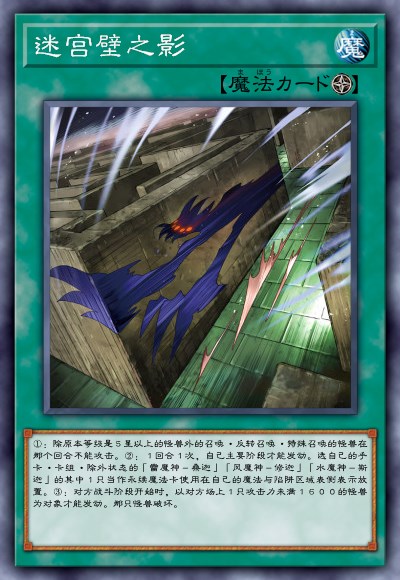 迷宫壁之影
魔
【魔法カード】
ま ほう
①：除原本等级是5星以上的怪兽外的召唤·反转召唤·特殊召唤的怪兽在
那个回合不能攻击。②：1回合1次，自己主要阶段才能发动。选自己的手
卡·卡组·除外状态的「雷魔神-桑迦」「风魔神-修迦」「水魔神-斯
迦」的其中1只当作永续魔法卡使用在自己的魔法与陷阱区域表侧表示放
置。③：对方战斗阶段开始时，以对方场上1只攻击力未满1600的怪兽
为对象才能发动。那只怪兽破坏。